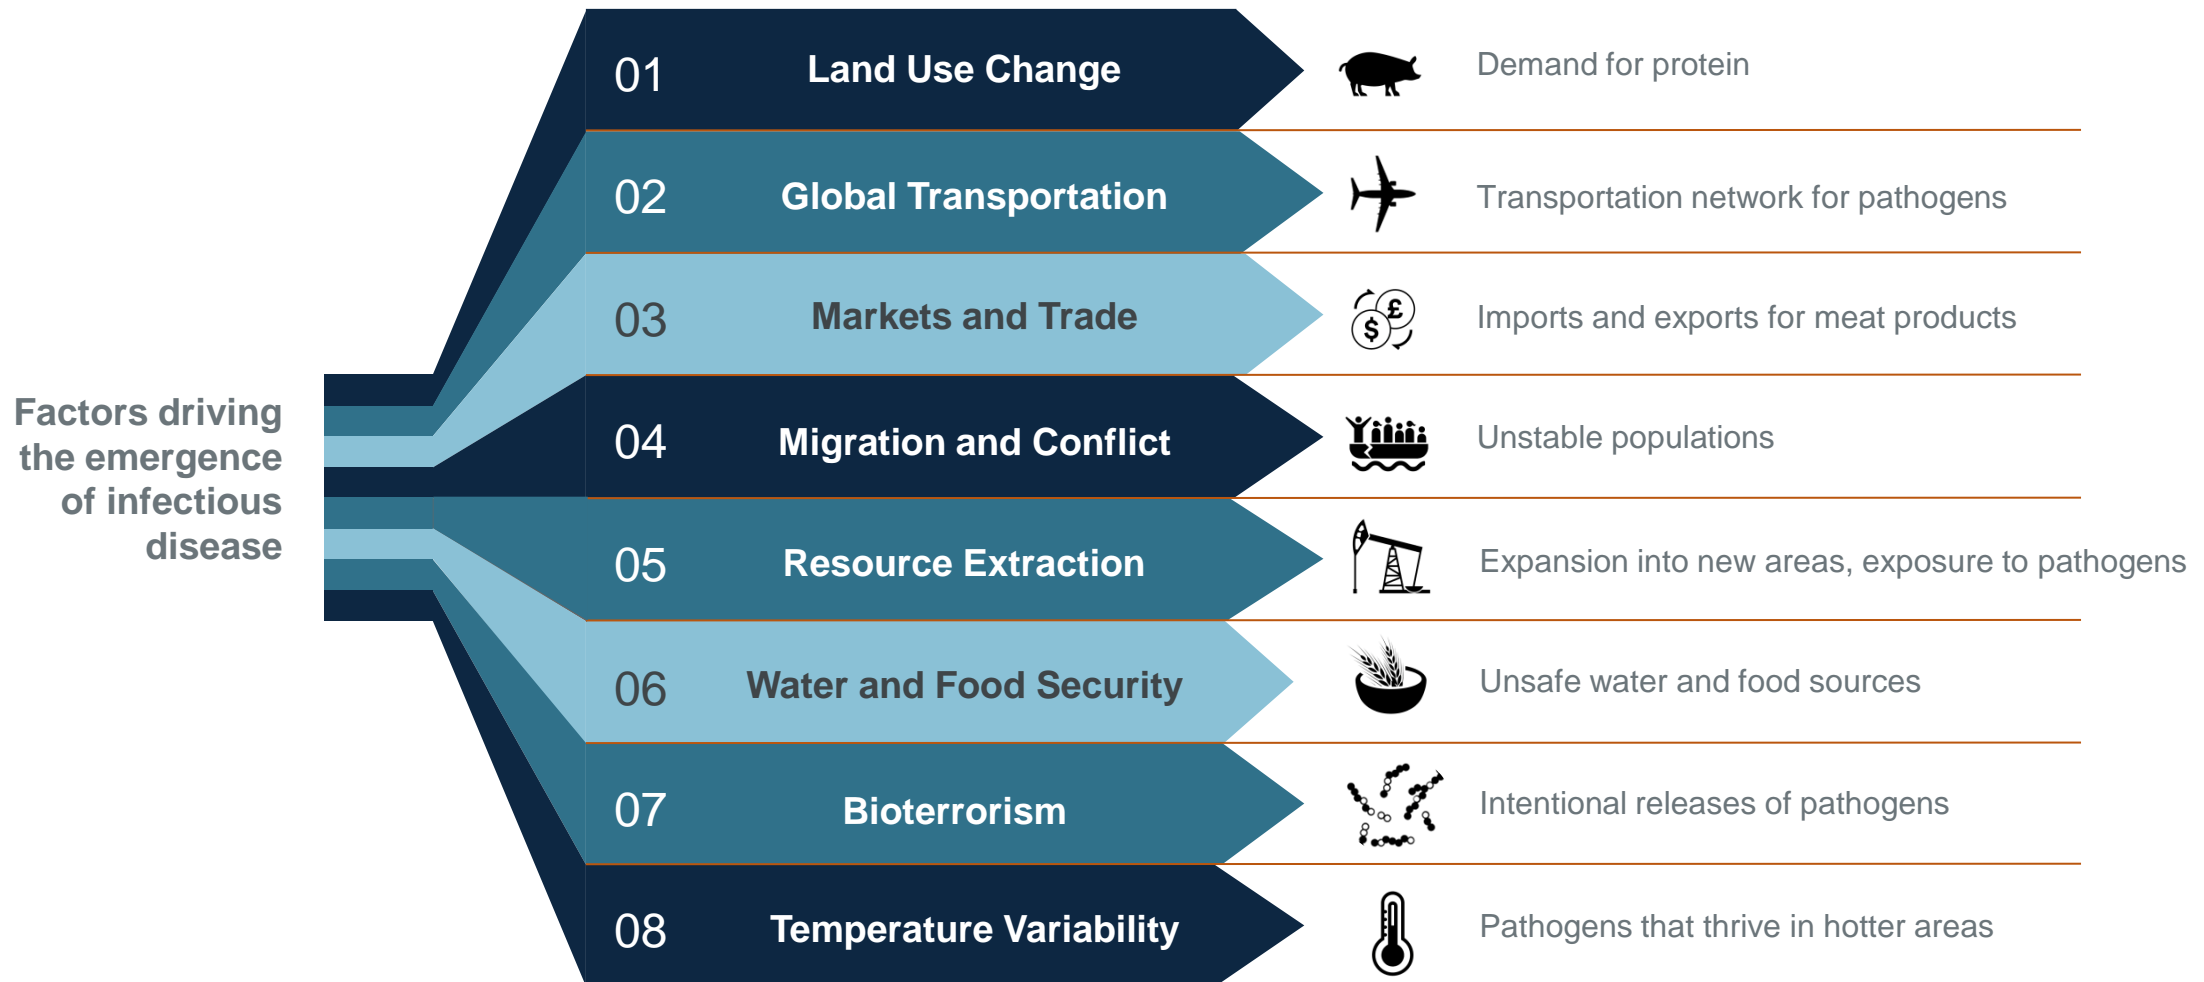 Factors driving
the emergence
of infectious
disease
01 Land Use Change Demand for protein
02 Global Transportation Transportation network for pathogens
03 Markets and Trade £ $ Imports and exports for meat products
04 Migration and Conflict Unstable populations
05 Resource Extraction Expansion into new areas, exposure to pathogens
06 Water and Food Security Unsafe water and food sources
07 Bioterrorism Intentional releases of pathogens
08 Temperature Variability Pathogens that thrive in hotter areas